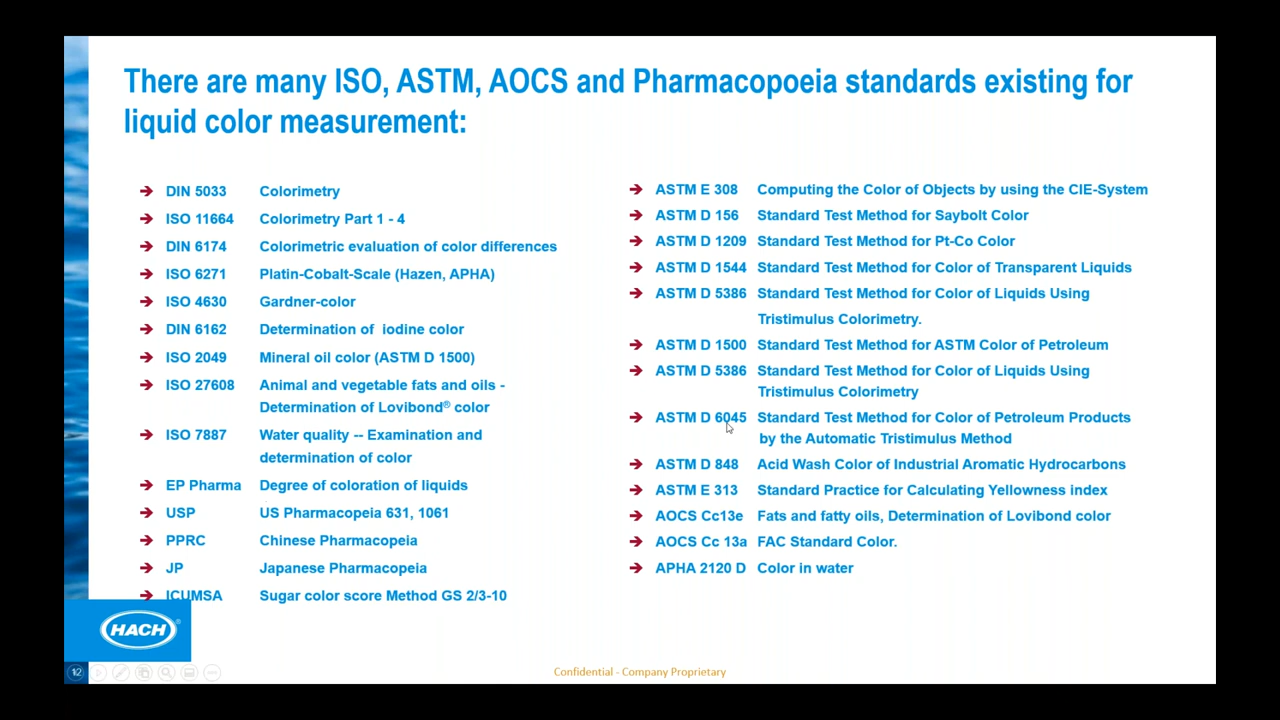 There are many ISO, ASTM, AOCS and Pharmacopoeia standards existing for
liquid color measurement:
➔ DIN 5033 Colorimetry
➔ ISO 11664 Colorimetry Part 1 - 4
➔ DIN 6174 Colorimetric evaluation of color differences
➔ ISO 6271 Platin-Cobalt-Scale (Hazen, APHA)
➔ ISO 4630 Gardner-color
➔ DIN 6162 Determination of iodine color
➔ ISO 2049 Mineral oil color (ASTM D 1500)
➔ ISO 27608 Animal and vegetable fats and oils -
Determination of Lovibond® color
➔ ISO 7887 Water quality -- Examination and
determination of color
➔ EP Pharma Degree of coloration of liquids
➔ USP US Pharmacopeia 631, 1061
➔ PPRC Chinese Pharmacopeia
➔ JP Japanese Pharmacopeia
➔ ICUMSA Sugar color score Method GS 2/3-10
➔ ASTM E 308 Computing the Color of Objects by using the CIE-System
➔ ASTM D 156 Standard Test Method for Saybolt Color
➔ ASTM D 1209 Standard Test Method for Pt-Co Color
➔ ASTM D 1544 Standard Test Method for Color of Transparent Liquids
➔ ASTM D 5386 Standard Test Method for Color of Liquids Using
Tristimulus Colorimetry.
➔ ASTM D 1500 Standard Test Method for ASTM Color of Petroleum
➔ ASTM D 5386 Standard Test Method for Color of Liquids Using
Tristimulus Colorimetry
➔ ASTM D 6045 Standard Test Method for Color of Petroleum Products
by the Automatic Tristimulus Method
➔ ASTM D 848 Acid Wash Color of Industrial Aromatic Hydrocarbons
➔ ASTM E 313 Standard Practice for Calculating Yellowness index
➔ AOCS Cc13e Fats and fatty oils, Determination of Lovibond color
➔ AOCS Cc 13a FAC Standard Color.
➔ APHA 2120 D Color in water
HACH®
12
Confidential - Company Proprietary